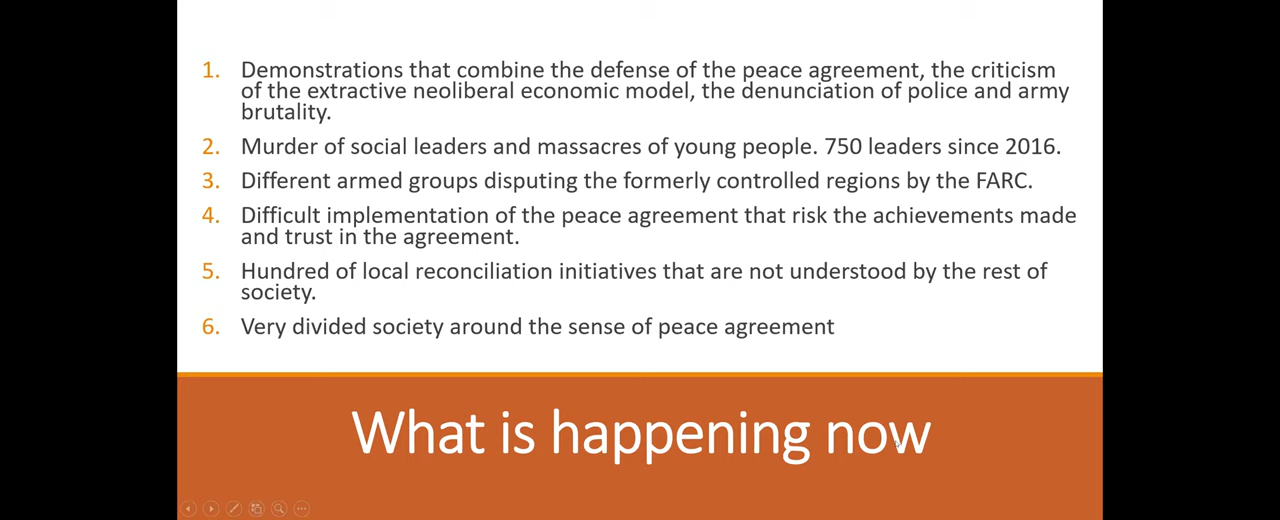 1. Demonstrations that combine the defense of the peace agreement, the criticism
of the extractive neoliberal economic model, the denunciation of police and army
brutality.
2. Murder of social leaders and massacres of young people. 750 leaders since 2016.
3. Different armed groups disputing the formerly controlled regions by the FARC.
4. Difficult implementation of the peace agreement that risk the achievements made
and trust in the agreement.
5. Hundred of local reconciliation initiatives that are not understood by the rest of
society.
6. Very divided society around the sense of peace agreement
What is happening now